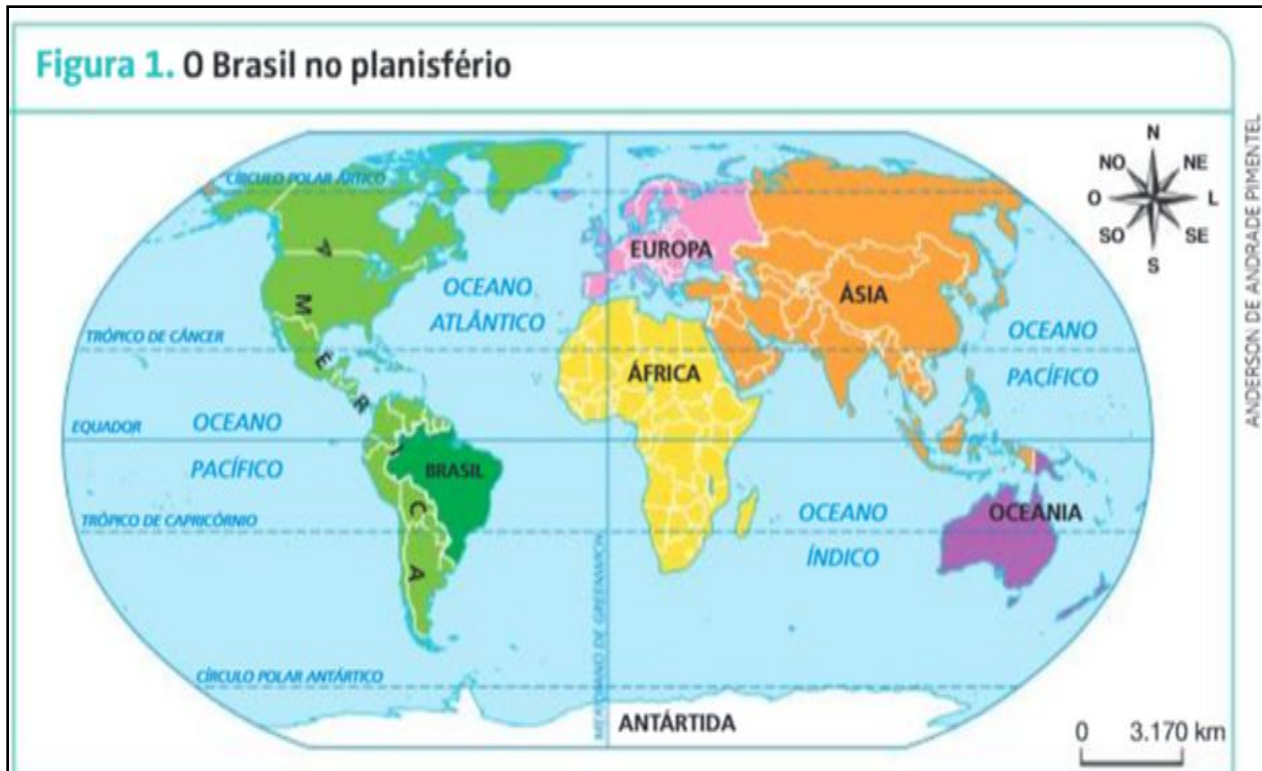 Figura 1. O Brasil no planisfério
ANDERSON DE ANDRADE PIMENTEL
N
NO NE
O L
SO SE
S
CÍRCULO POLAR ÁRTICO
EUROPA
ÁSIA
AMÉRICA
OCEANO
ATLÂNTICO
TRÓPICO DE CÂNCER
OCEANO
PACÍFICO
ÁFRICA
EQUADOR
OCEANO
PACÍFICO
BRASIL
TRÓPICO DE CAPRICÓRNIO
OCEANO
ÍNDICO
OCEANIA
MERIDIANO DE GREENWICH
CÍRCULO POLAR ANTÁRTICO
ANTÁRTIDA
0 3.170 km